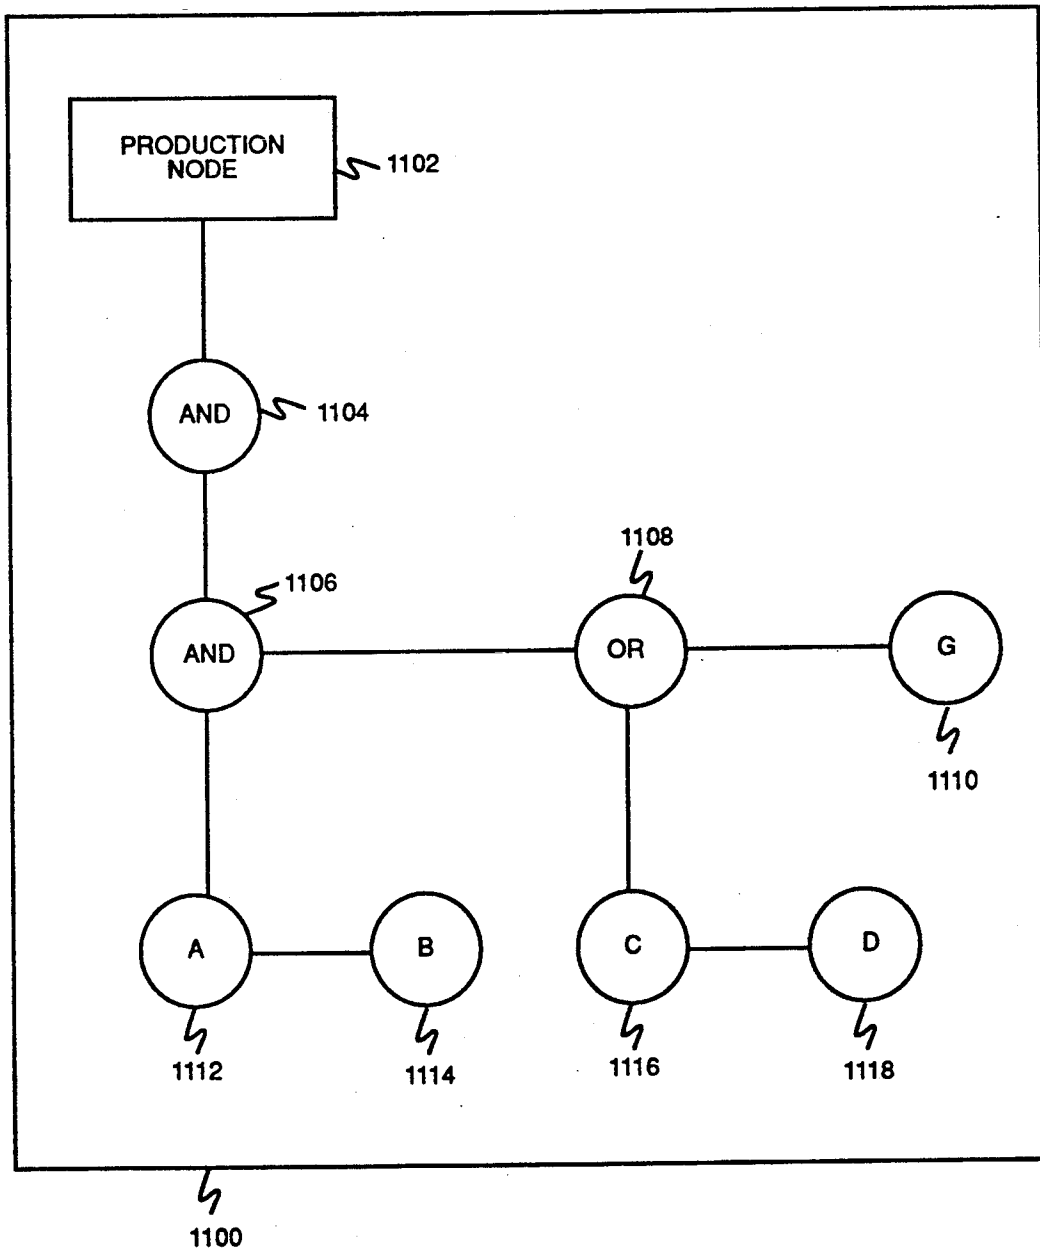 PRODUCTION
NODE
1102
AND
1104
1108
1106
AND
OR
G
1110
A
B
C
D
1112
1114
1116
1118
1100